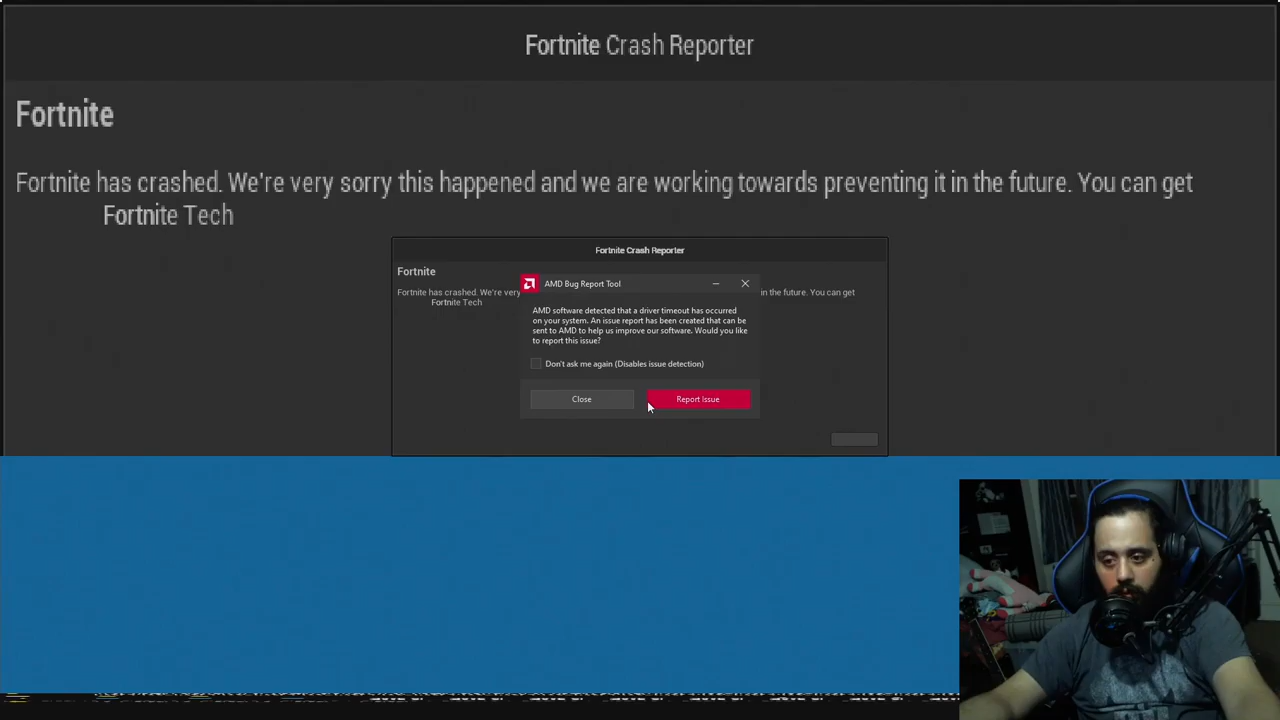 Fortnite Crash Reporter
Fortnite
Fortnite has crashed. We're very sorry this happened and we are working towards preventing it in the future. You can get
Fortnite Tech
Fortnite Crash Reporter
Fortnite
Fortnite has crashed. We're very
in the future. You can get
Fortnite Tech
AMD Bug Report Tool
AMD software detected that a driver timeout has occurred
on your system. An issue report has been created that can be
sent to AMD to help us improve our software. Would you like
to report this issue?
Don't ask me again (Disables issue detection)
Close
Report Issue